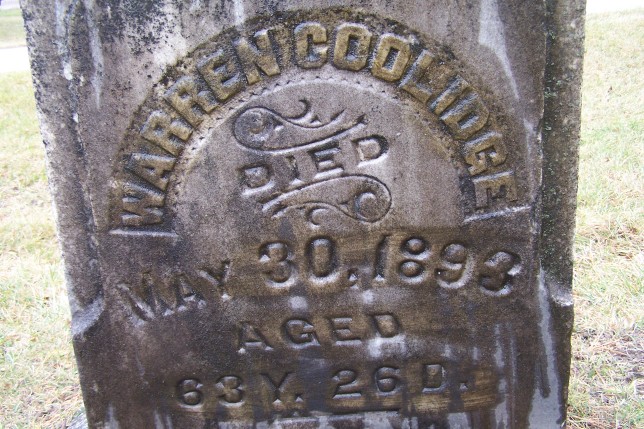 WARREN COOLIDGE
DIED
MAY 30, 1893
AGED
63 Y. 26 D.